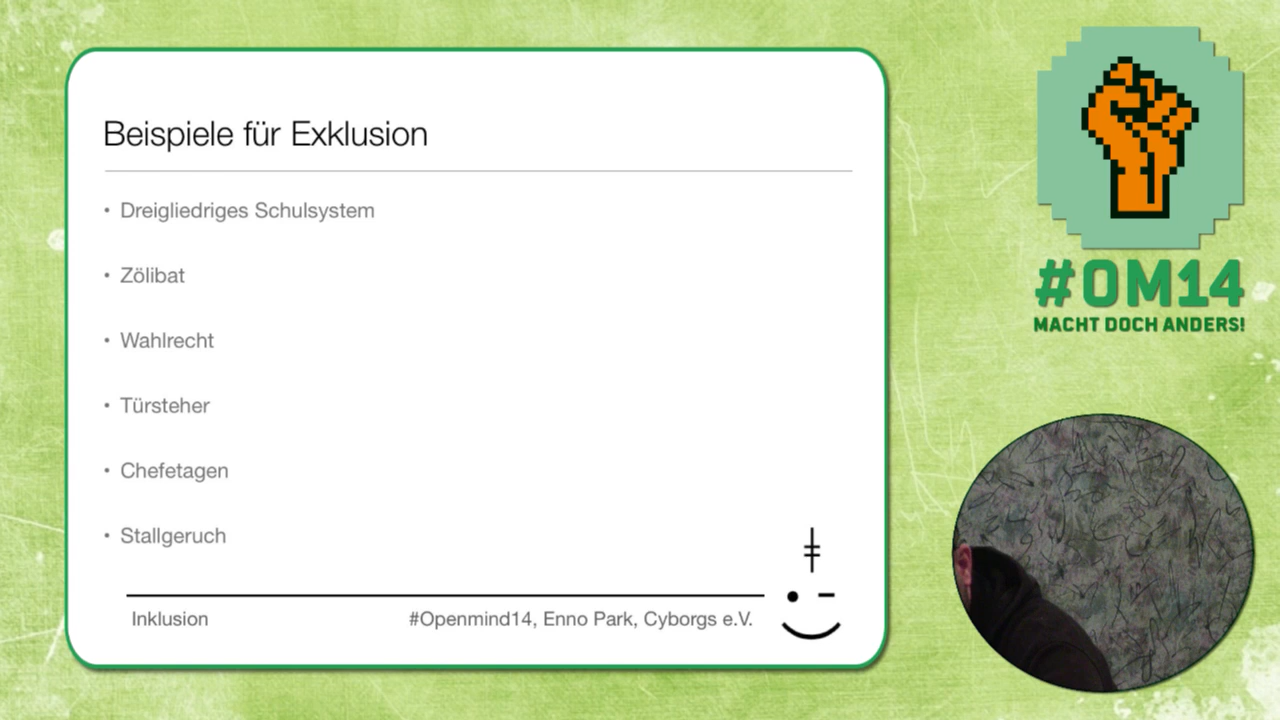 Beispiele für Exklusion
• Dreigliedriges Schulsystem
• Zölibat
• Wahlrecht
• Türsteher
• Chefetagen
• Stallgeruch
Inklusion
#Openmind14, Enno Park, Cyborgs e.V.
#OM14
MACHT DOCH ANDERS!